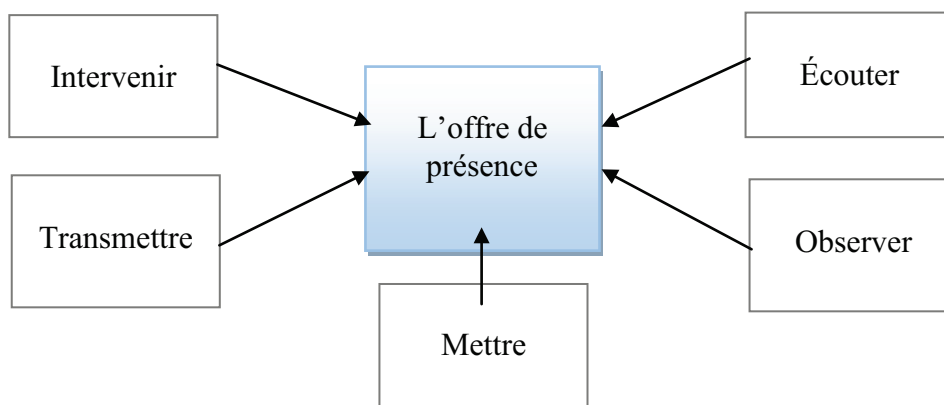 Intervenir
Écouter
L'offre de
présence
Transmettre
Observer
Mettre